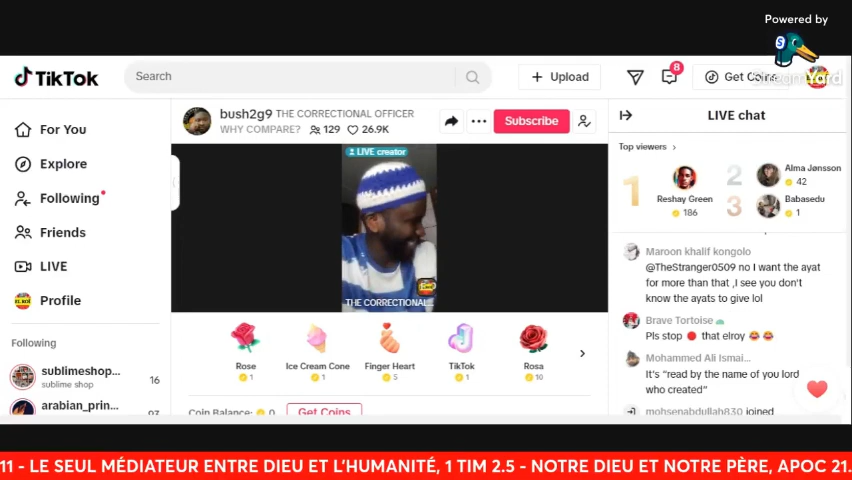 Powered by
StreamYard
TikTok
Search
Upload
8
Get Coins
For You
Explore
Following
Friends
LIVE
Profile
Following
sublimeshop...
sublime shop
16
arabian_prin...
bush2g9 THE CORRECTIONAL OFFICER
WHY COMPARE? 129 26.9K
Subscribe
LIVE creator
THE CORRECTIONAL...
Rose
1
Ice Cream Cone
1
Finger Heart
5
TikTok
1
Rosa
10
Coin Balance: 0 Get Coins
LIVE chat
Top viewers
1
Reshay Green
186
2
Alma Jønsson
42
3
Babasedu
1
Maroon khalif kongolo
@TheStranger0509 no I want the ayat
for more than that ,I see you don't
know the ayats to give lol
Brave Tortoise
Pls stop 🛑 that elroy 😂😂
Mohammed Ali Ismai...
It's "read by the name of you lord
who created"
mohsenabdullah830 joined
11 - LE SEUL MÉDIATEUR ENTRE DIEU ET L'HUMANITÉ, 1 TIM 2.5 - NOTRE DIEU ET NOTRE PÈRE, APOC 21.